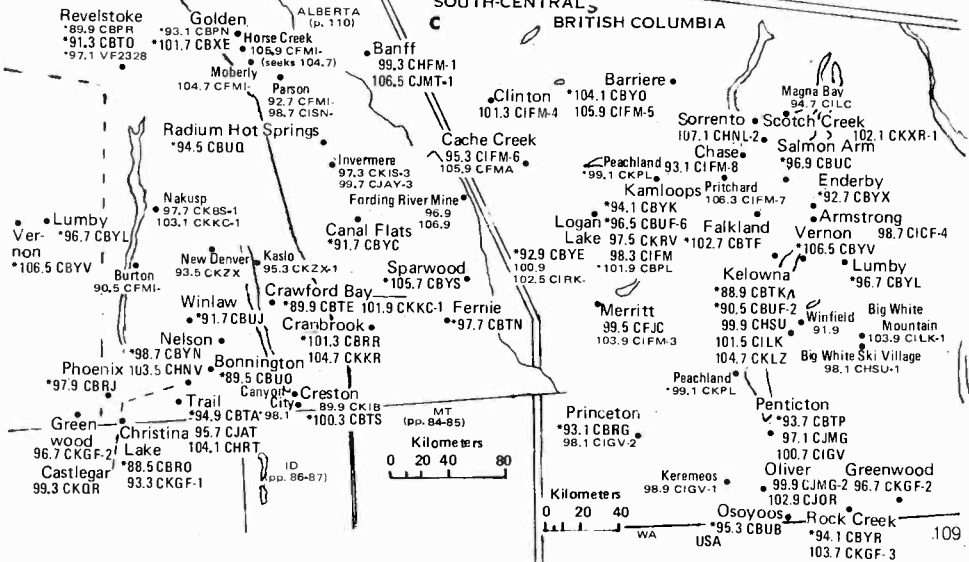 SOUTH-CENTRAL
C
BRITISH COLUMBIA
ALBERTA
(p. 110)
Revelstoke
*89.9 CBPR
*91.3 CBTO
*97.1 VF2328
Golden
*93.1 CBPN
*101.7 CBXE
Horse Creek
105.9 CFMI-
(seeks 104.7)
Moberly
104.7 CFMI-
Parson
92.7 CFMI-
98.7 CISN-
Banff
99.3 CHFM-1
106.5 CJMT-1
Radium Hot Springs
*94.5 CBUQ
Invermere
97.3 CKIS-3
99.7 CJAY-3
Nakusp
*97.7 CKBS-1
103.1 CKKC-1
Fording River Mine
96.9
106.9
Canal Flats
*91.7 CBYC
Lumby
*96.7 CBYL
Ver-
non
*106.5 CBYV
Burton
90.5 CFMI-
New Denver
93.5 CKZX
Kaslo
95.3 CKZX-1
Sparwood
*105.7 CBYS
Winlaw
*91.7 CBUJ
Crawford Bay
*89.9 CBTE 101.9 CKKC-1
Cranbrook
*101.3 CBRR
104.7 CKKR
Fernie
*97.7 CBTN
Nelson
*98.7 CBYN
103.5 CHNV
Phoenix
*97.9 CBRJ
Bonnington
*89.5 CBUO
Canyon
City
*98.1
Creston
89.9 CKIB
*100.3 CBTS
Trail
*94.9 CBTA
95.7 CJAT
104.1 CHRT
Green
wood
96.7 CKGF-2
Christina
Lake
*88.5 CBRO
93.3 CKGF-1
Castlegar
99.3 CKQR
ID
(pp. 86-87)
MT
(pp. 84-85)
Kilometers
0 20 40 80
Clinton
101.3 CIFM-4
Barriere
*104.1 CBYO
105.9 CIFM-5
Cache Creek
95.3 CIFM-6
105.9 CFMA
Magna Bay
94.7 CILC
Sorrento
107.1 CHNL-2
Scotch Creek
102.1 CKXR-1
Salmon Arm
*96.9 CBUC
Chase
93.1 CIFM-8
Peachland
*99.1 CKPL
Pritchard
106.3 CIFM-7
Kamloops
*94.1 CBYK
*96.5 CBUF-6
97.5 CKRV
98.3 CIFM
*101.9 CBPL
Enderby
*92.7 CBYX
Armstrong
98.7 CICF-4
Logan
Lake
*92.9 CBYE
100.9
102.5 CIRK-
Falkland
*102.7 CBTF
Vernon
*106.5 CBYV
Lumby
*96.7 CBYL
Kelowna
*88.9 CBTK
*90.5 CBUF-2
99.9 CHSU
101.5 CILK
104.7 CKLZ
Merritt
99.5 CFJC
103.9 CIFM-3
Winfield
91.9
Big White
Mountain
103.9 CILK-1
Big White Ski Village
98.1 CHSU-1
Peachland
*99.1 CKPL
Princeton
*93.1 CBRG
98.1 CIGV-2
Penticton
*93.7 CBTP
97.1 CJMG
100.7 CIGV
Keremeos
98.9 CIGV-1
Oliver
99.9 CJMG-2
102.9 CJOR
Greenwood
96.7 CKGF-2
Osoyoos
*95.3 CBUB
Rock Creek
*94.1 CBYR
103.7 CKGF-3
Kilometers
0 20 40
WA
USA
109